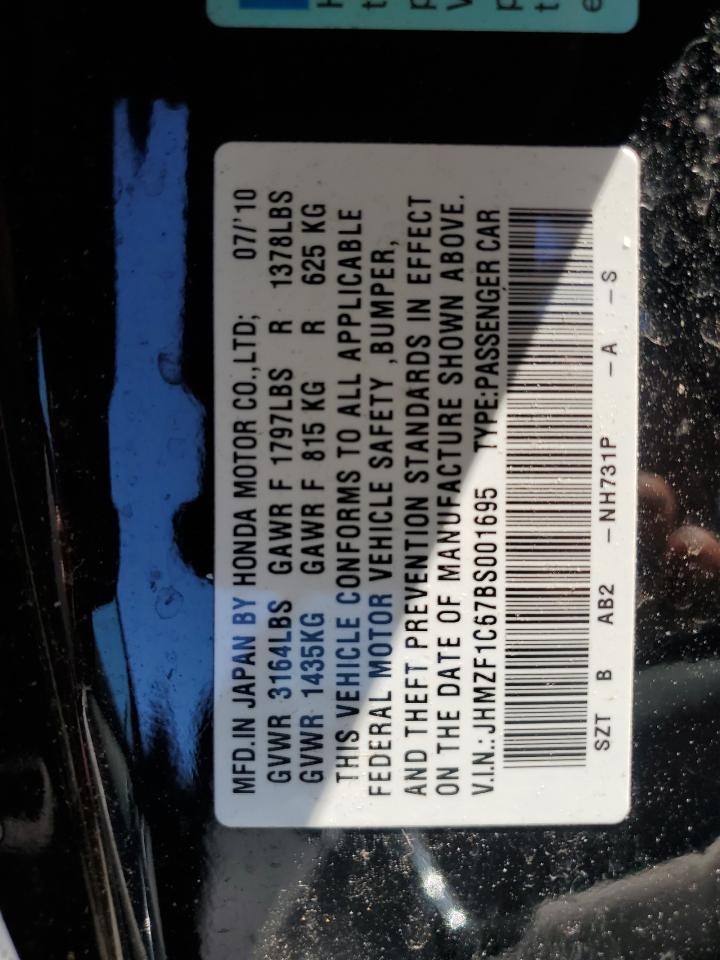 MFD.IN JAPAN BY HONDA MOTOR CO.,LTD; 07/'10
GVWR 3164LBS GAWR F 1797LBS R 1378LBS
GVWR 1435KG GAWR F 815 KG R 625 KG
THIS VEHICLE CONFORMS TO ALL APPLICABLE
FEDERAL MOTOR VEHICLE SAFETY ,BUMPER,
AND THEFT PREVENTION STANDARDS IN EFFECT
ON THE DATE OF MANUFACTURE SHOWN ABOVE.
V.I.N.:JHMZF1C67BS001695 TYPE:PASSENGER CAR
SZT B AB2 –NH731P –A –S